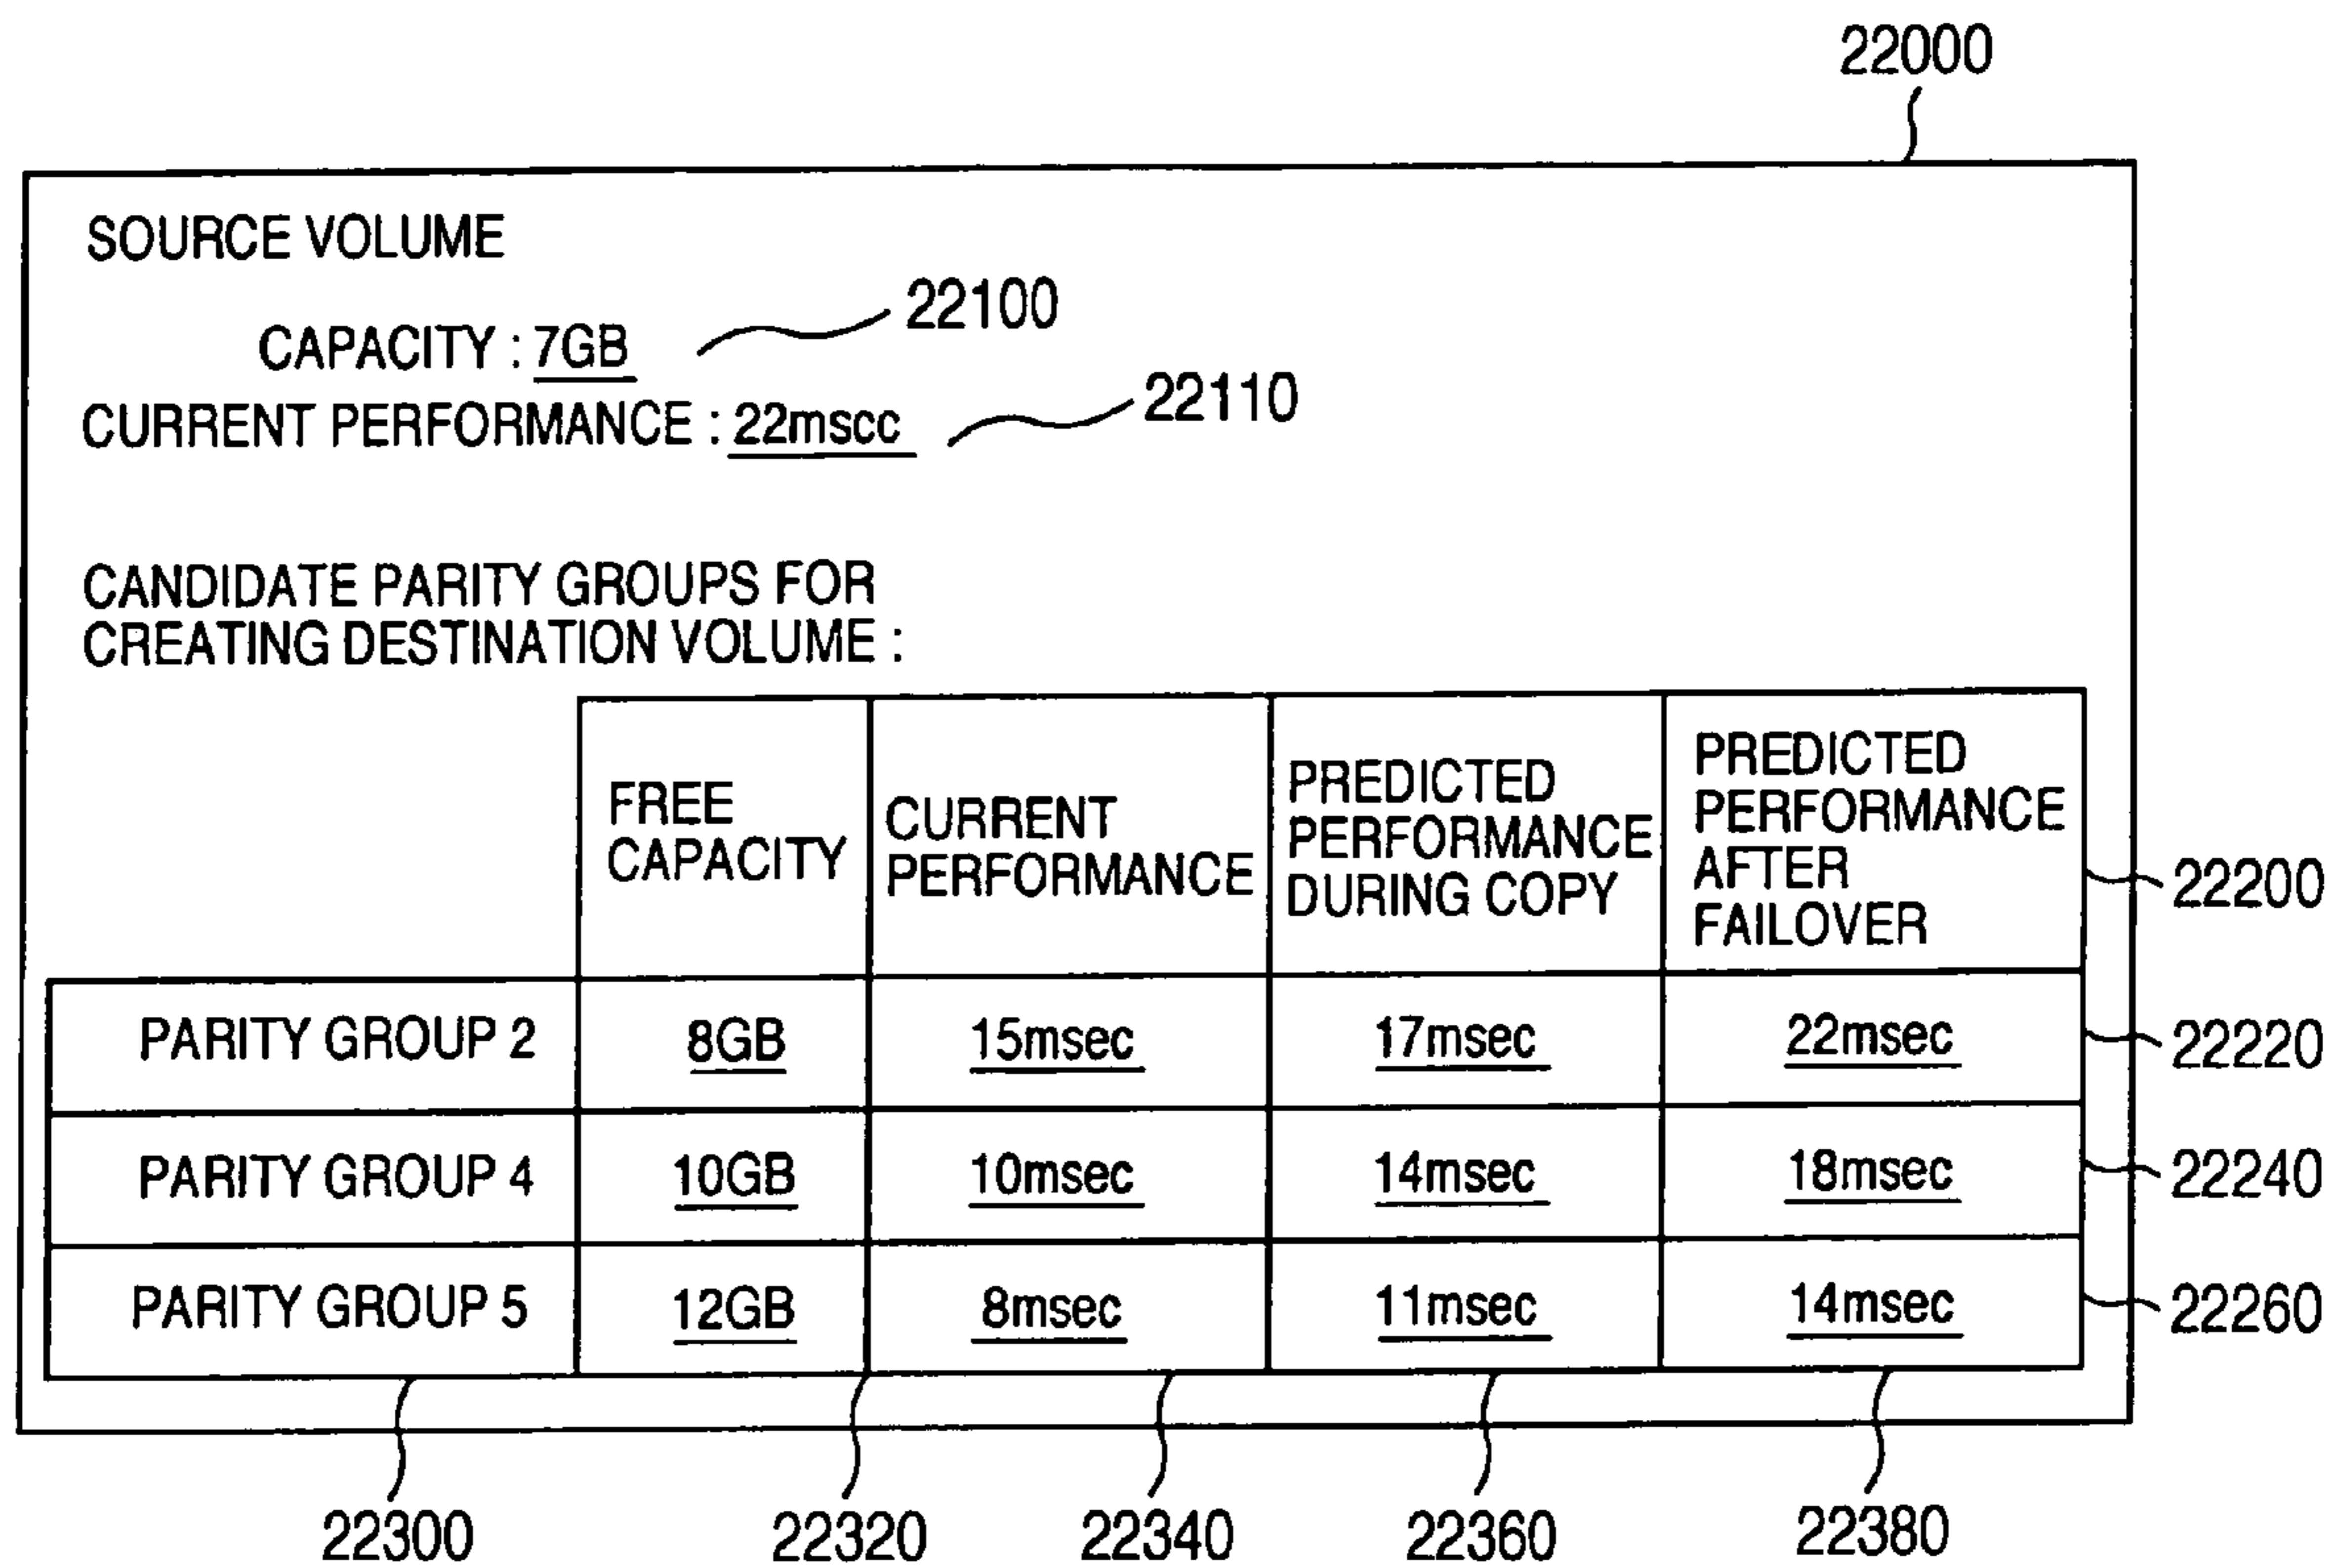 22000
SOURCE VOLUME
CAPACITY : 7GB
22100
CURRENT PERFORMANCE : 22mscc
22110
CANDIDATE PARITY GROUPS FOR
CREATING DESTINATION VOLUME :
FREE
CAPACITY
CURRENT
PERFORMANCE
PREDICTED
PERFORMANCE
DURING COPY
PREDICTED
PERFORMANCE
AFTER
FAILOVER
22200
PARITY GROUP 2 8GB 15msec 17msec 22msec 22220
PARITY GROUP 4 10GB 10msec 14msec 18msec 22240
PARITY GROUP 5 12GB 8msec 11msec 14msec 22260
22300 22320 22340 22360 22380